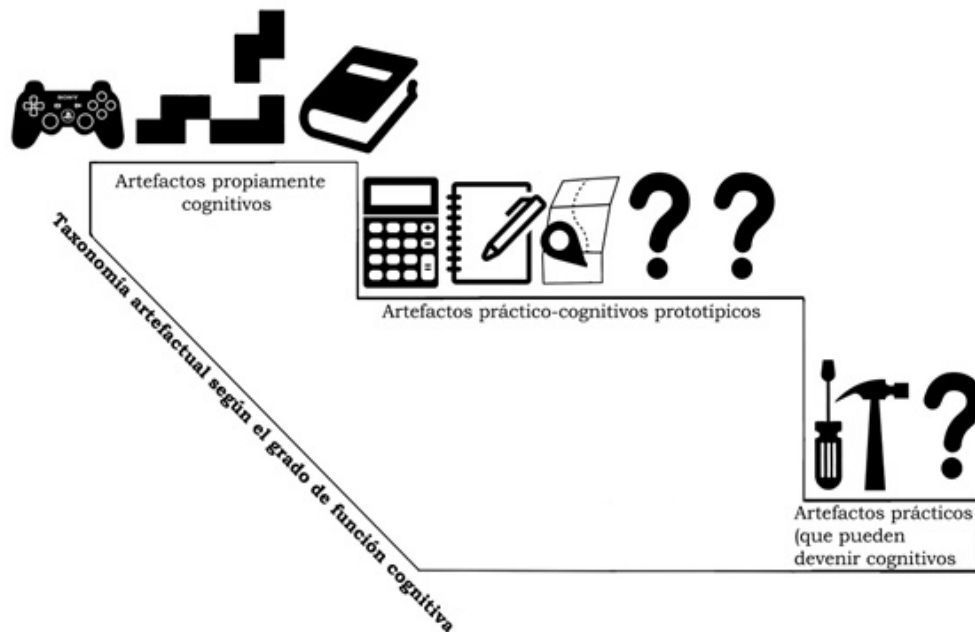 SONY
Artefactos propiamente
cognitivos
Artefactos práctico-cognitivos prototípicos
? ?
?
Artefactos prácticos
(que pueden
devenir cognitivos
Taxonomía artefactual según el grado de función cognitiva